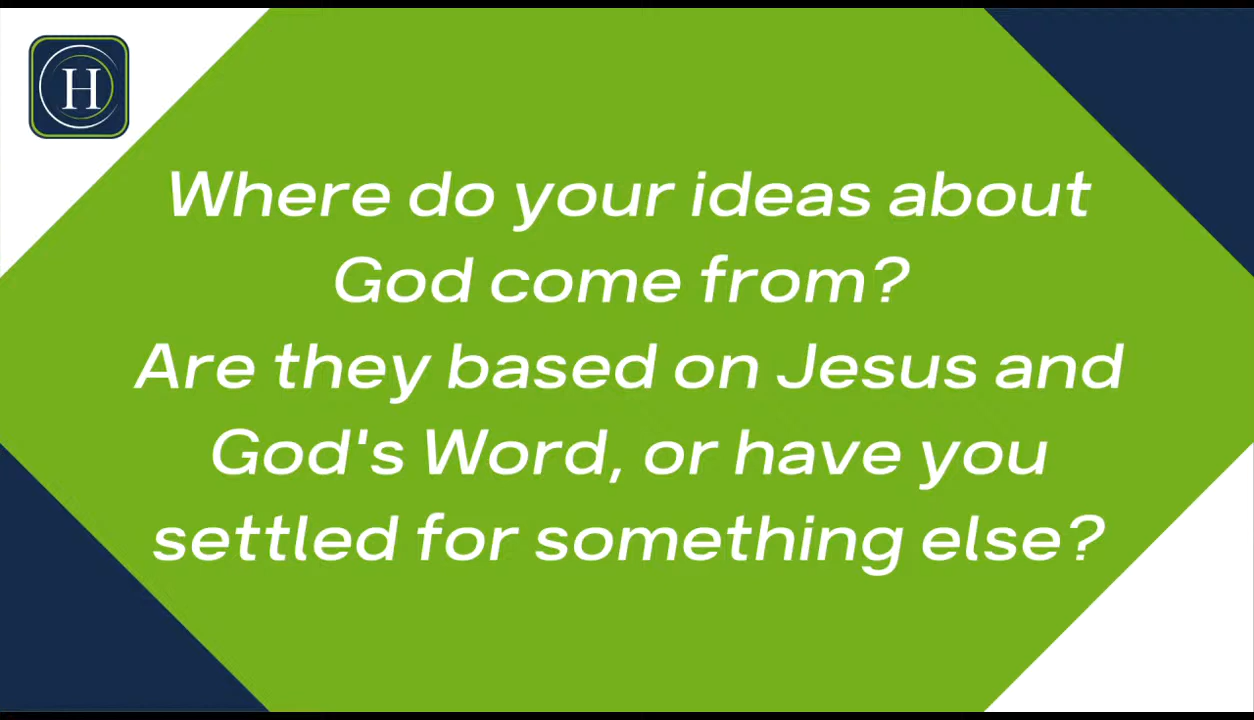 H
Where do your ideas about
God come from?
Are they based on Jesus and
God's Word, or have you
settled for something else?